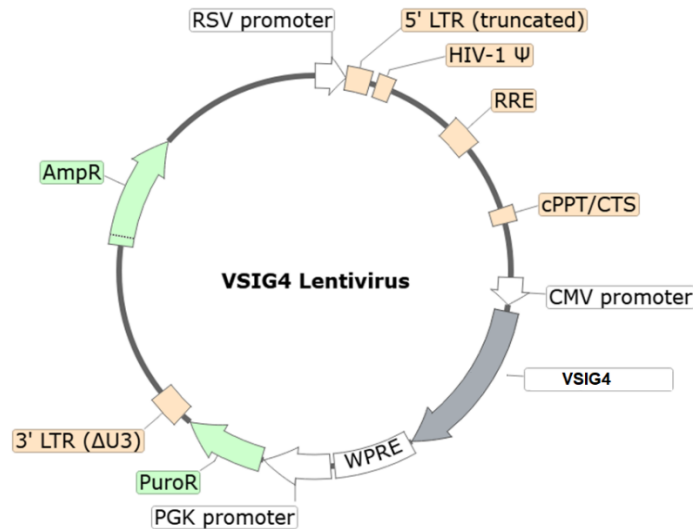 RSV promoter
5' LTR (truncated)
HIV-1 Ψ
RRE
AmpR
cPPT/CTS
VSIG4 Lentivirus
CMV promoter
VSIG4
3' LTR (ΔU3)
WPRE
PuroR
PGK promoter